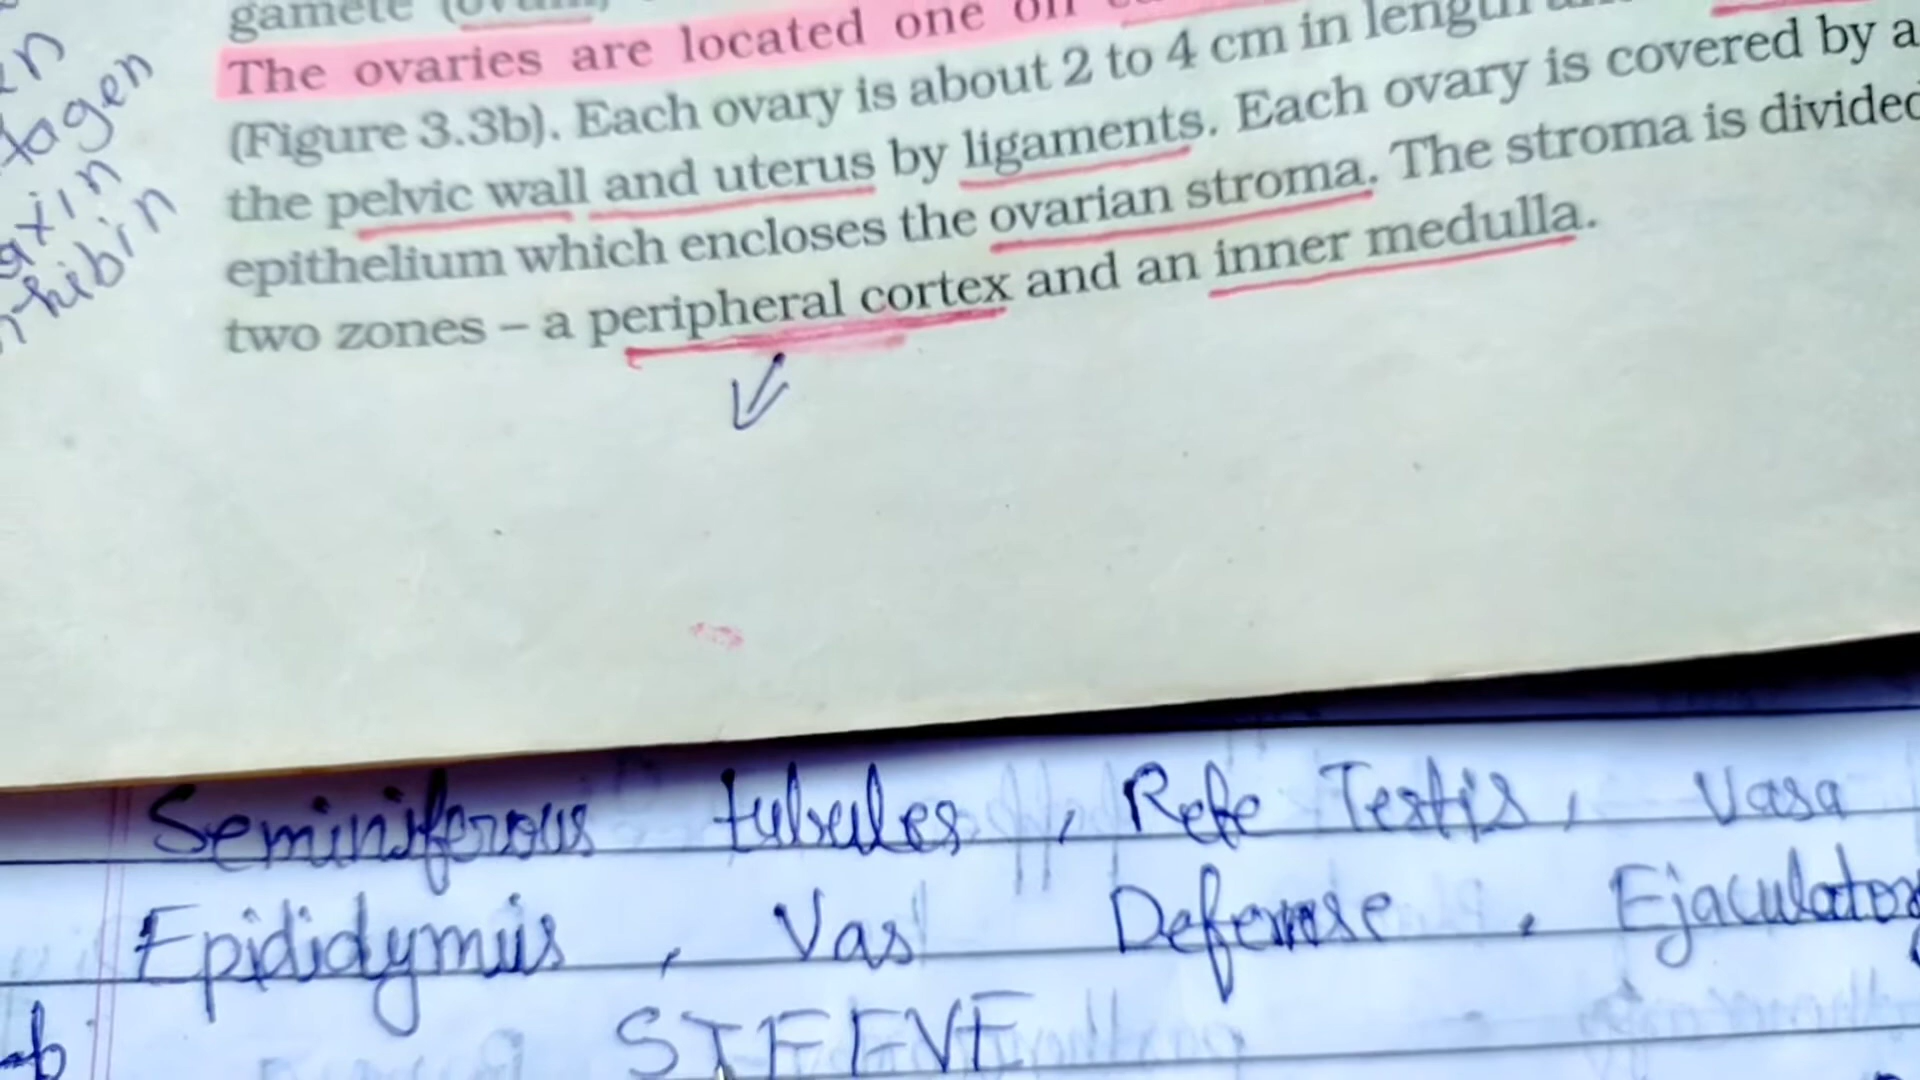 gamete (ovum)
The ovaries are located one on
(Figure 3.3b). Each ovary is about 2 to 4 cm in length
the pelvic wall and uterus by ligaments. Each ovary is covered by a
epithelium which encloses the ovarian stroma. The stroma is divided
two zones – a peripheral cortex and an inner medulla.
Seminiferous tubules, Rete Testis, Vasa
Epididymis, Vas Deferense, Ejaculatory
STEEVE